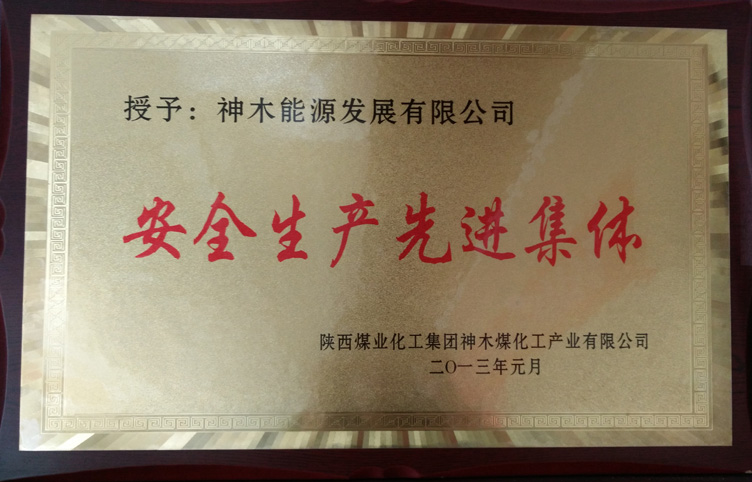 授予：神木能源发展有限公司
安全生产先进集体
陕西煤业化工集团神木煤化工产业有限公司
二〇一三年元月